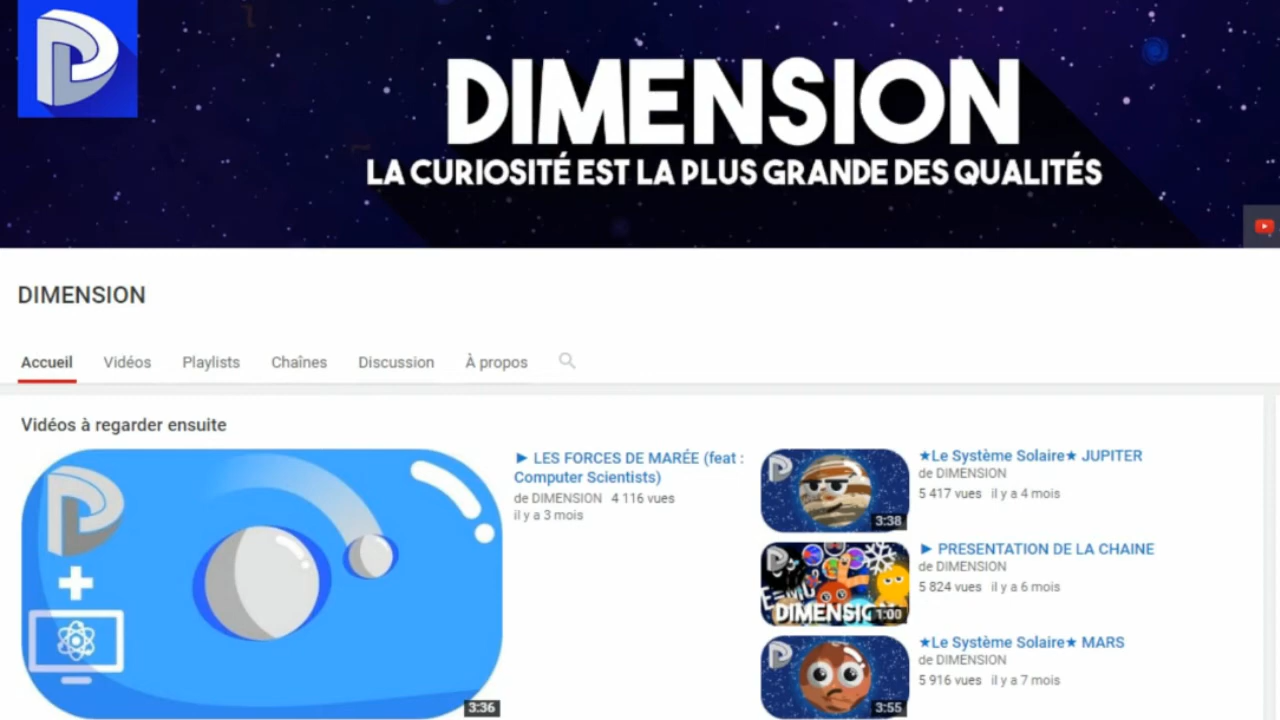 DIMENSION
LA CURIOSITÉ EST LA PLUS GRANDE DES QUALITÉS
DIMENSION
Accueil Vidéos Playlists Chaînes Discussion À propos
Vidéos à regarder ensuite
► LES FORCES DE MARÉE (feat :
Computer Scientists)
de DIMENSION 4 116 vues
il y a 3 mois
3:36
★Le Système Solaire★ JUPITER
de DIMENSION
5 417 vues il y a 4 mois
3:38
► PRESENTATION DE LA CHAINE
de DIMENSION
5 824 vues il y a 6 mois
DIMENSION
1:00
★Le Système Solaire★ MARS
de DIMENSION
5 916 vues il y a 7 mois
3:55